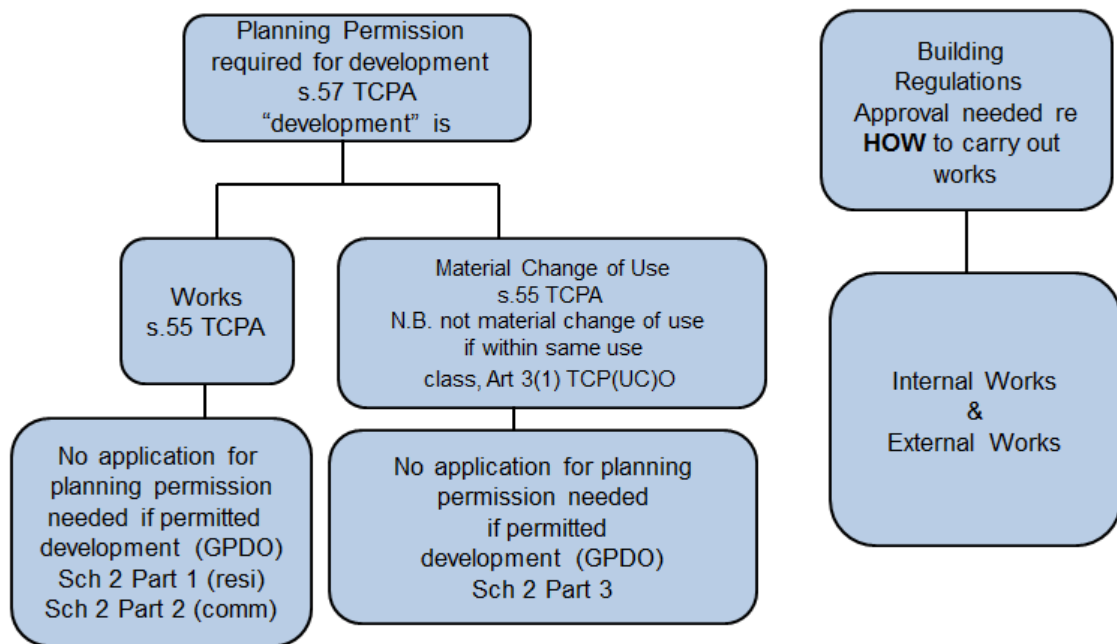 Planning Permission
required for development
s.57 TCPA
“development” is
Works
s.55 TCPA
No application for
planning permission
needed if permitted
development (GPDO)
Sch 2 Part 1 (resi)
Sch 2 Part 2 (comm)
Material Change of Use
s.55 TCPA
N.B. not material change of use
if within same use
class, Art 3(1) TCP(UC)O
No application for planning
permission needed
if permitted
development (GPDO)
Sch 2 Part 3
Building
Regulations
Approval needed re
HOW to carry out
works
Internal Works
&
External Works